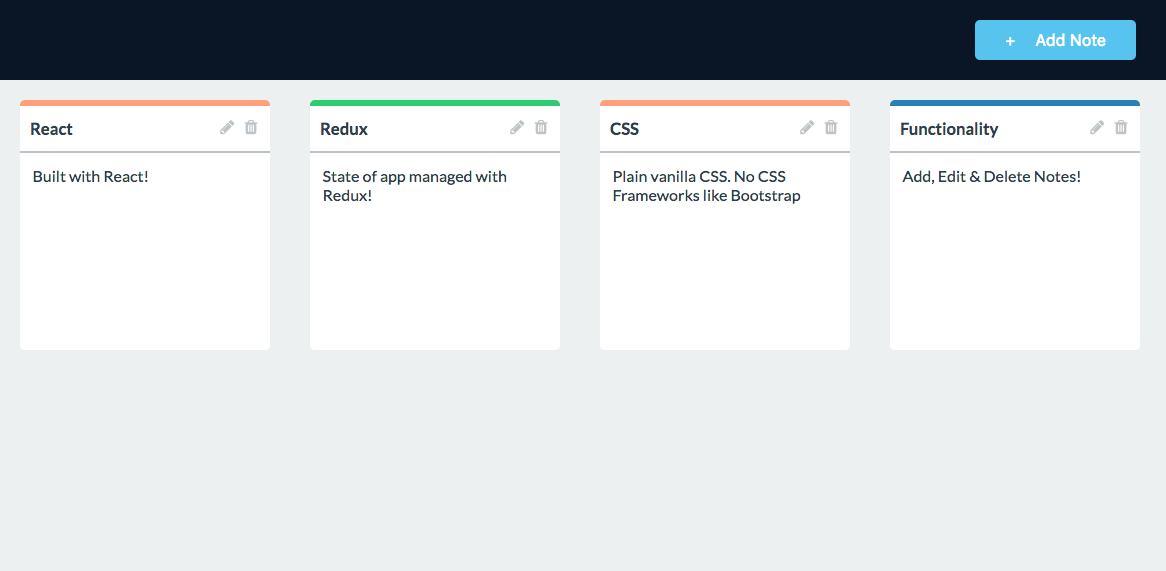 + Add Note
React
Built with React!
Redux
State of app managed with
Redux!
CSS
Plain vanilla CSS. No CSS
Frameworks like Bootstrap
Functionality
Add, Edit & Delete Notes!